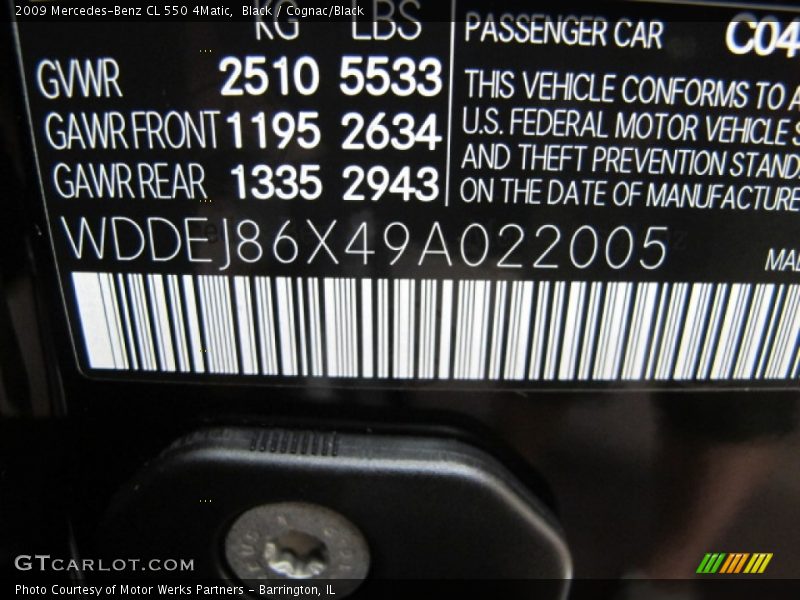 2009 Mercedes-Benz CL 550 4Matic, Black / Cognac/Black
KG LBS PASSENGER CAR C04
GVWR 2510 5533
GAWR FRONT 1195 2634
GAWR REAR 1335 2943
THIS VEHICLE CONFORMS TO A
U.S. FEDERAL MOTOR VEHICLE S
AND THEFT PREVENTION STAND
ON THE DATE OF MANUFACTURE
WDDEJ86X49A022005
MAD
GTCARLOT.COM
Photo Courtesy of Motor Werks Partners - Barrington, IL